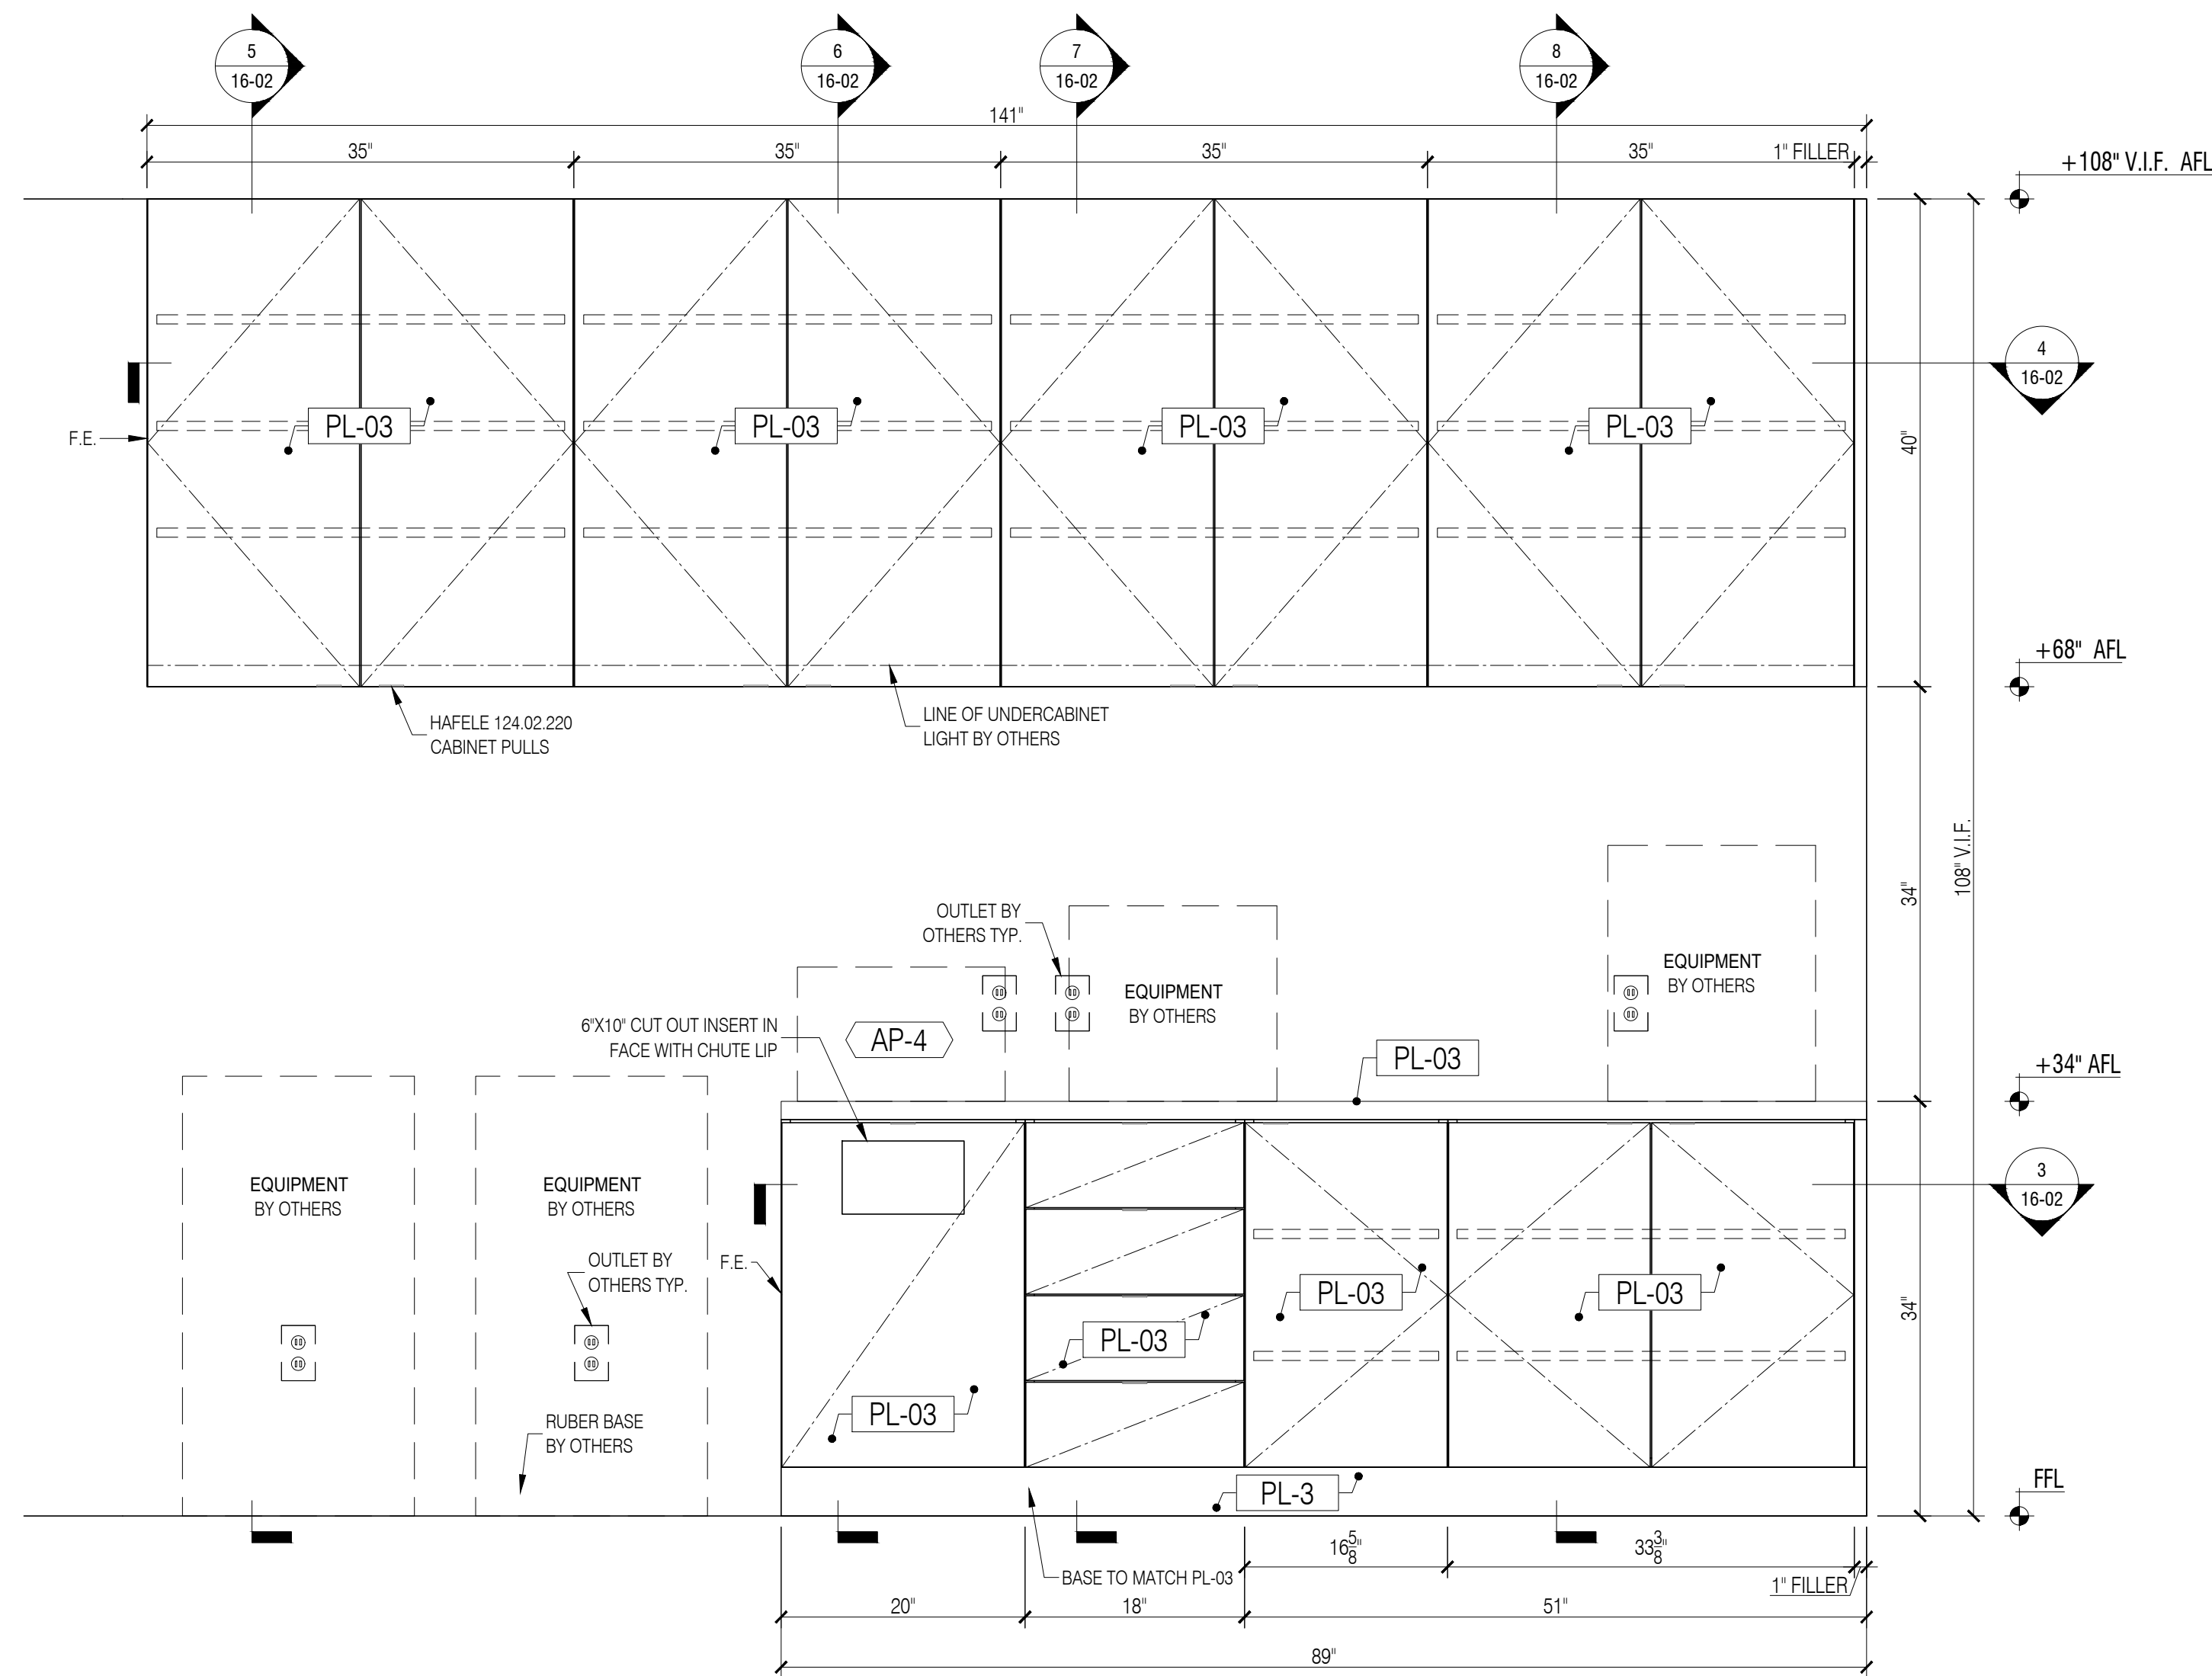 5
16-02
6
16-02
7
16-02
8
16-02
141"
35"
35"
35"
35"
1" FILLER
+108" V.I.F. AFL
4
16-02
F.E.
PL-03
PL-03
PL-03
PL-03
40"
+68" AFL
HAFELE 124.02.220
CABINET PULLS
LINE OF UNDERCABINET
LIGHT BY OTHERS
34"
108" V.I.F.
OUTLET BY
OTHERS TYP.
EQUIPMENT
BY OTHERS
EQUIPMENT
BY OTHERS
6"X10" CUT OUT INSERT IN
FACE WITH CHUTE LIP
AP-4
PL-03
+34" AFL
EQUIPMENT
BY OTHERS
EQUIPMENT
BY OTHERS
3
16-02
OUTLET BY
OTHERS TYP.
F.E.
PL-03
PL-03
PL-03
PL-03
34"
RUBER BASE
BY OTHERS
PL-3
FFL
16 5/8"
33 3/8"
BASE TO MATCH PL-03
1" FILLER
20"
18"
51"
89"